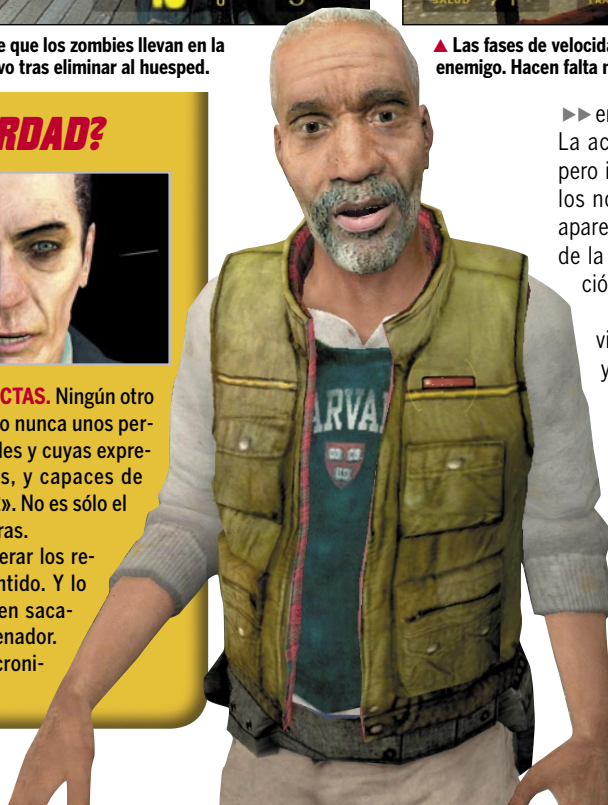 SALUD
e que los zombies llevan en la
vo tras eliminar al huesped.
▲ Las fases de velocida
enemigo. Hacen falta
RDAD?
CTAS. Ningún otro
o nunca unos per-
les y cuyas expre-
s, y capaces de
». No es sólo el
ras.
erar los re-
ntido. Y lo
en saca-
enador.
croni-
ARVA
▶▶ en
La ac
pero i
los no
apare
de la
ció
vi
y